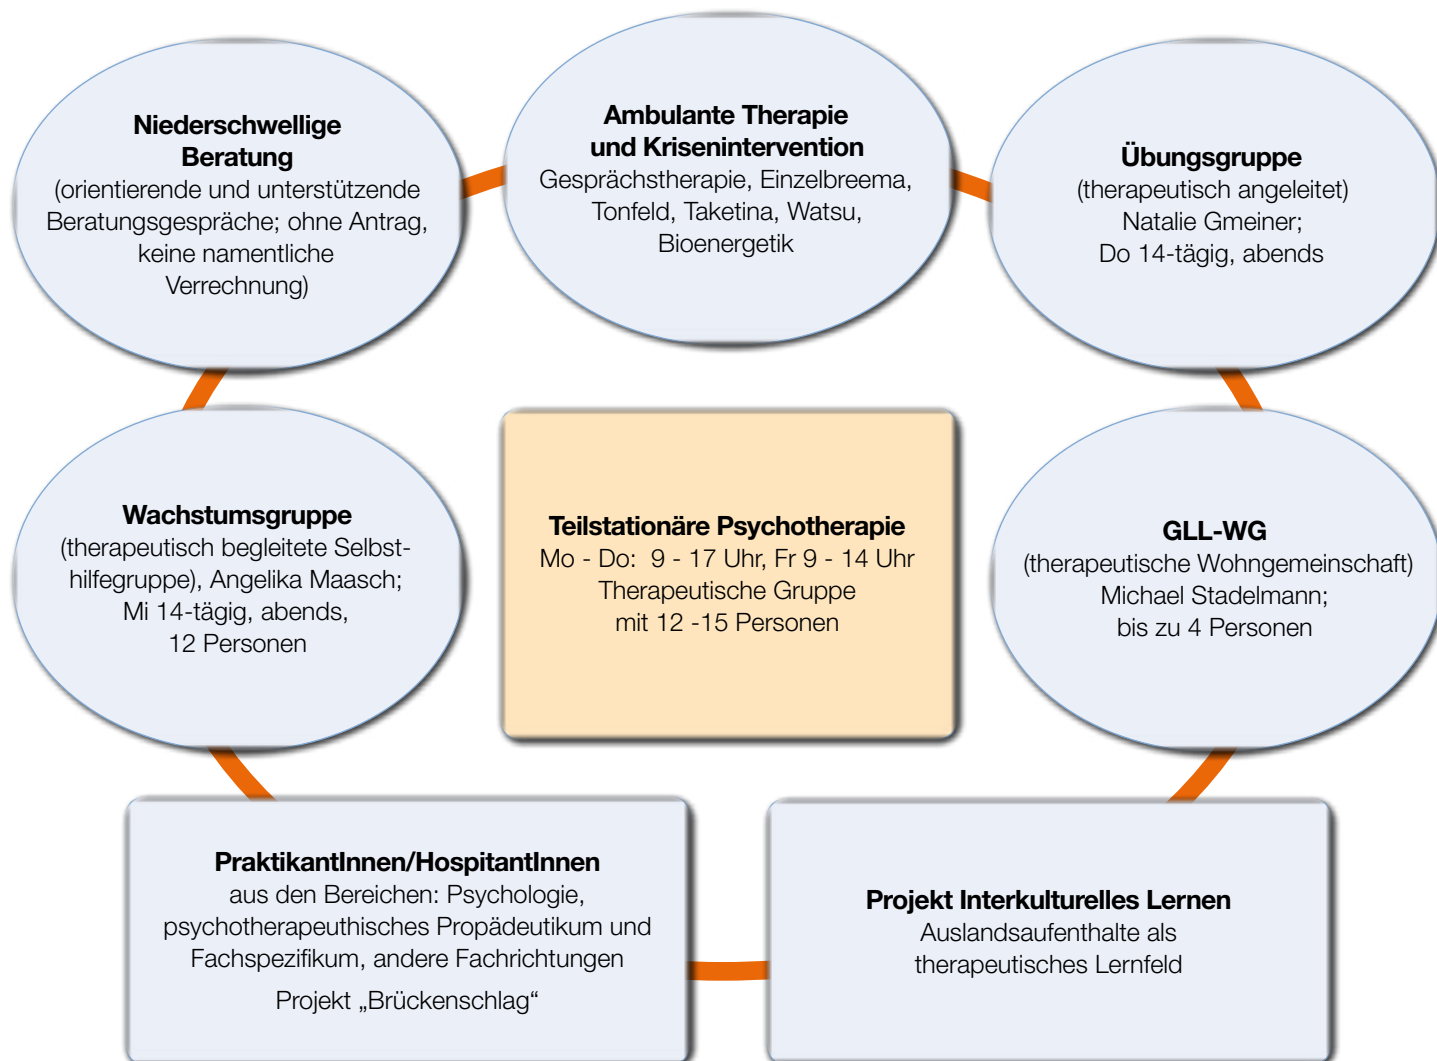 Niederschwellige
Beratung
(orientierende und unterstützende
Beratungsgespräche; ohne Antrag,
keine namentliche
Verrechnung)
Ambulante Therapie
und Krisenintervention
Gesprächstherapie, Einzelbreema,
Tonfeld, Taketina, Watsu,
Bioenergetik
Übungsgruppe
(therapeutisch angeleitet)
Natalie Gmeiner;
Do 14-tägig, abends
Wachstumsgruppe
(therapeutisch begleitete Selbst-
hilfegruppe), Angelika Maasch;
Mi 14-tägig, abends,
12 Personen
Teilstationäre Psychotherapie
Mo - Do:  9 - 17 Uhr, Fr 9 - 14 Uhr
Therapeutische Gruppe
mit 12 -15 Personen
GLL-WG
(therapeutische Wohngemeinschaft)
Michael Stadelmann;
bis zu 4 Personen
PraktikantInnen/HospitantInnen
aus den Bereichen: Psychologie,
psychotherapeuthisches Propädeutikum und
Fachspezifikum, andere Fachrichtungen
Projekt „Brückenschlag“
Projekt Interkulturelles Lernen
Auslandsaufenthalte als
therapeutisches Lernfeld